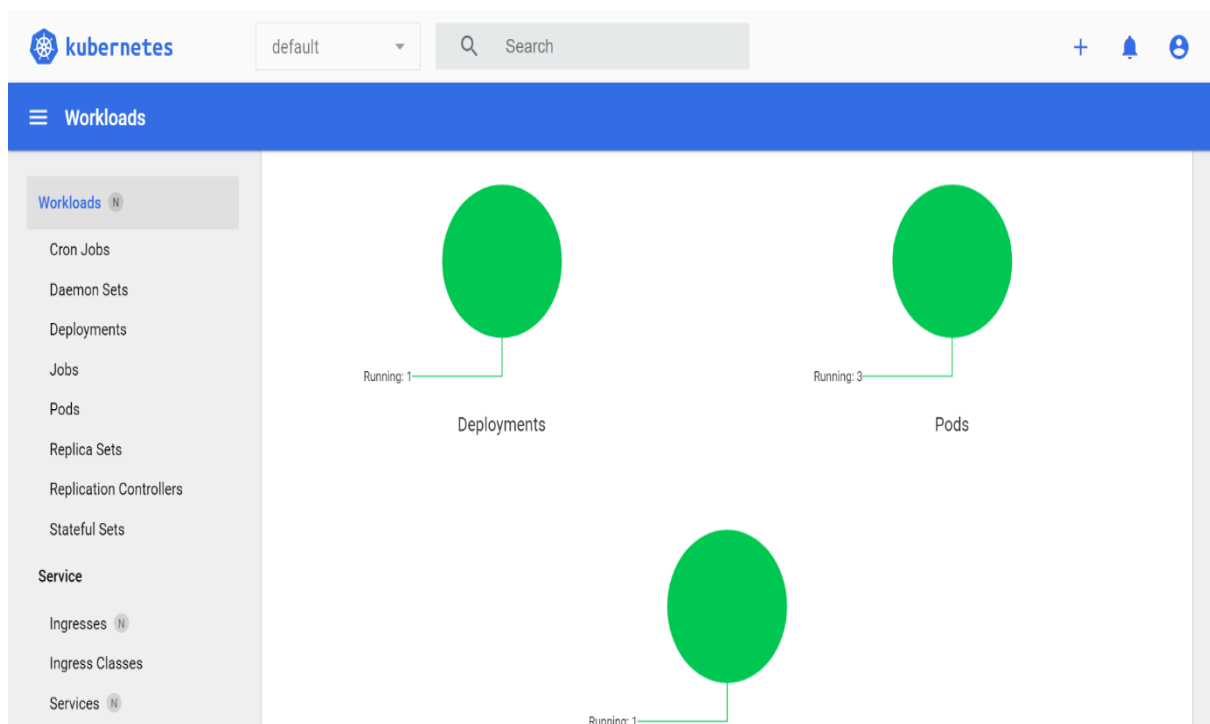 kubernetes
default
Search
Workloads
Workloads N
Cron Jobs
Daemon Sets
Deployments
Jobs
Pods
Replica Sets
Replication Controllers
Stateful Sets
Service
Ingresses N
Ingress Classes
Services N
Running: 1
Deployments
Running: 3
Pods
Running: 1